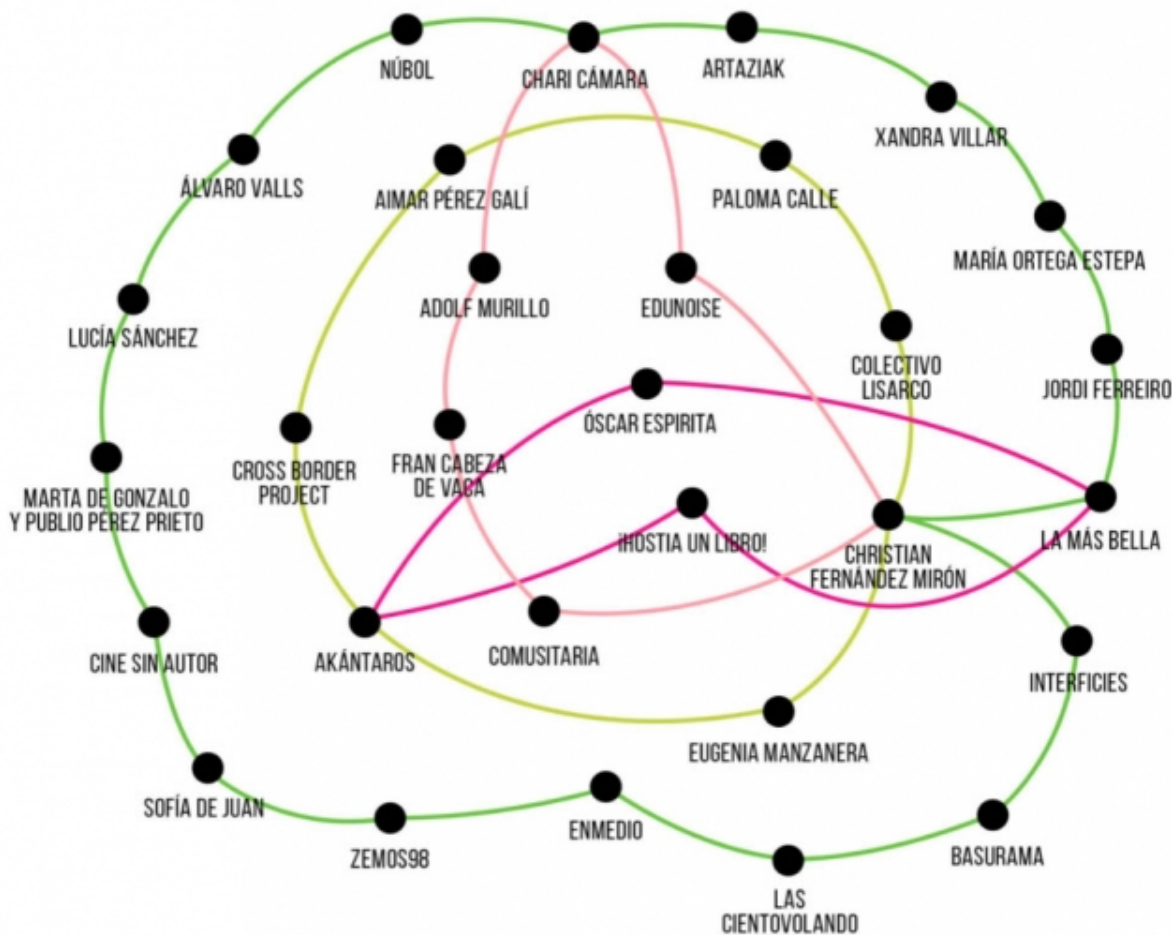 NÚBOL
CHARI CÁMARA
ARTAZIAK
XANDRA VILLAR
ÁLVARO VALLS
AIMAR PÉREZ GALÍ
PALOMA CALLE
MARÍA ORTEGA ESTEPA
LUCÍA SÁNCHEZ
ADOLF MURILLO
EDUNOISE
COLECTIVO
LISARCO
JORDI FERREIRO
ÓSCAR ESPIRITA
CROSS BORDER
PROJECT
FRAN CABEZA
DE VACA
MARTA DE GONZALO
Y PUBLIO PÉREZ PRIETO
¡HOSTIA UN LIBRO!
CHRISTIAN
FERNÁNDEZ MIRÓN
LA MÁS BELLA
CINE SIN AUTOR
AKÁNTAROS
COMUSITARIA
INTERFICIES
EUGENIA MANZANERA
SOFÍA DE JUAN
ZEMOS98
ENMEDIO
BASURAMA
LAS
CIENTOVOLANDO